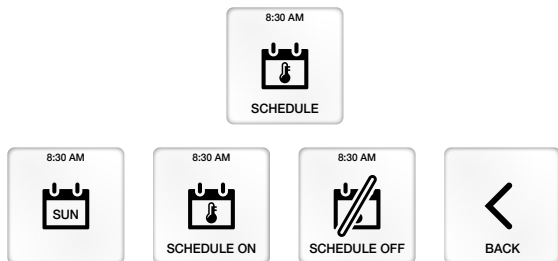 8:30 AM
SCHEDULE
8:30 AM
SUN
8:30 AM
SCHEDULE ON
8:30 AM
SCHEDULE OFF
BACK